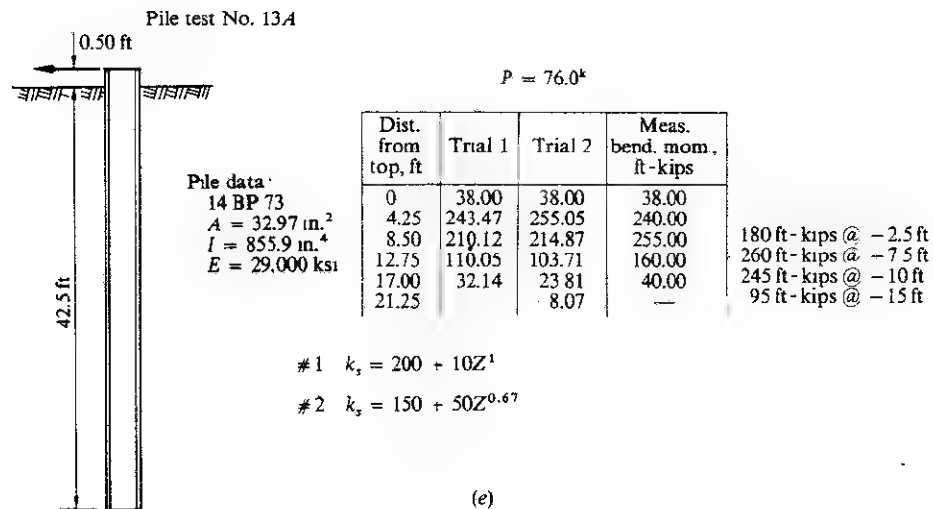 Pile test No. 13A
0.50 ft
P = 76.0ᵏ
Dist. from top, ft | Trial 1 | Trial 2 | Meas. bend. mom., ft-kips
0 | 38.00 | 38.00 | 38.00
4.25 | 243.47 | 255.05 | 240.00
8.50 | 210.12 | 214.87 | 255.00
12.75 | 110.05 | 103.71 | 160.00
17.00 | 32.14 | 23 81 | 40.00
21.25 | | 8.07 | —
180 ft-kips @ −2.5 ft
260 ft-kips @ −7 5 ft
245 ft-kips @ −10 ft
95 ft-kips @ −15 ft
Pile data
14 BP 73
A = 32.97 in.²
I = 855.9 in.⁴
E = 29,000 ksi
42.5 ft
#1 kₛ = 200 + 10Z¹
#2 kₛ = 150 + 50Z⁰·⁶⁷
(e)